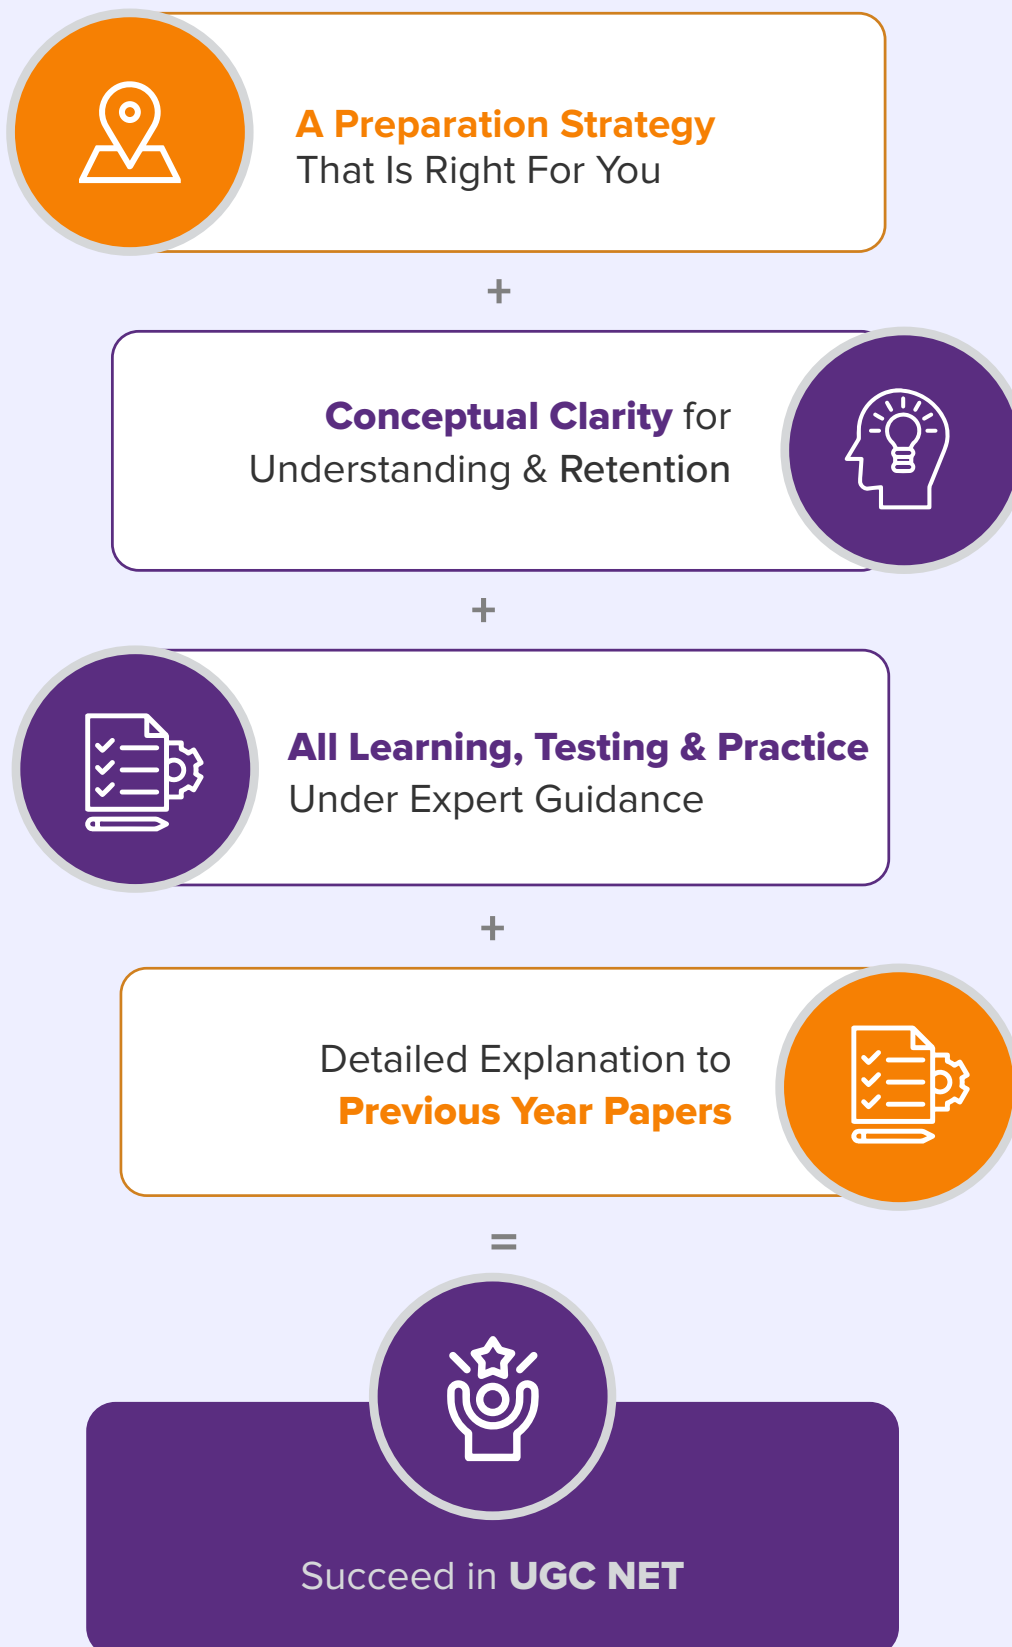 A Preparation Strategy
That Is Right For You
+
Conceptual Clarity for
Understanding & Retention
+
All Learning, Testing & Practice
Under Expert Guidance
+
Detailed Explanation to
Previous Year Papers
=
Succeed in UGC NET